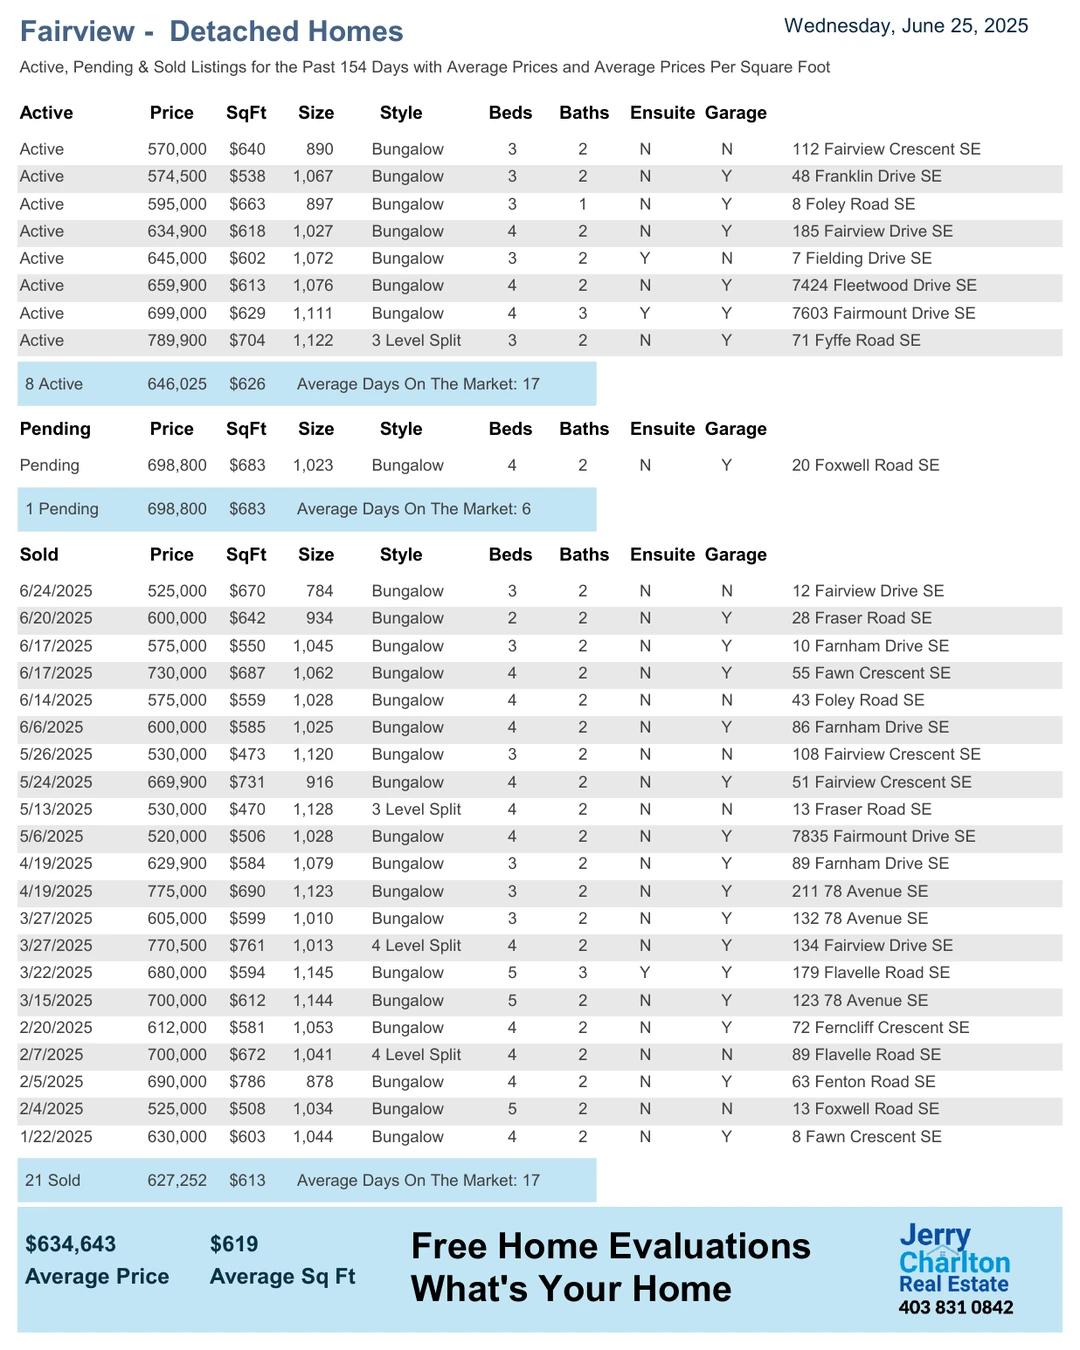 Fairview - Detached Homes
Wednesday, June 25, 2025
Active, Pending & Sold Listings for the Past 154 Days with Average Prices and Average Prices Per Square Foot
Active Price SqFt Size Style Beds Baths Ensuite Garage
Active 570,000 $640 890 Bungalow 3 2 N N 112 Fairview Crescent SE
Active 574,500 $538 1,067 Bungalow 3 2 N Y 48 Franklin Drive SE
Active 595,000 $663 897 Bungalow 3 1 N Y 8 Foley Road SE
Active 634,900 $618 1,027 Bungalow 4 2 N Y 185 Fairview Drive SE
Active 645,000 $602 1,072 Bungalow 3 2 Y N 7 Fielding Drive SE
Active 659,900 $613 1,076 Bungalow 4 2 N Y 7424 Fleetwood Drive SE
Active 699,000 $629 1,111 Bungalow 4 3 Y Y 7603 Fairmount Drive SE
Active 789,900 $704 1,122 3 Level Split 3 2 N Y 71 Fyffe Road SE
8 Active 646,025 $626 Average Days On The Market: 17
Pending Price SqFt Size Style Beds Baths Ensuite Garage
Pending 698,800 $683 1,023 Bungalow 4 2 N Y 20 Foxwell Road SE
1 Pending 698,800 $683 Average Days On The Market: 6
Sold Price SqFt Size Style Beds Baths Ensuite Garage
6/24/2025 525,000 $670 784 Bungalow 3 2 N N 12 Fairview Drive SE
6/20/2025 600,000 $642 934 Bungalow 2 2 N Y 28 Fraser Road SE
6/17/2025 575,000 $550 1,045 Bungalow 3 2 N Y 10 Farnham Drive SE
6/17/2025 730,000 $687 1,062 Bungalow 4 2 N Y 55 Fawn Crescent SE
6/14/2025 575,000 $559 1,028 Bungalow 4 2 N N 43 Foley Road SE
6/6/2025 600,000 $585 1,025 Bungalow 4 2 N Y 86 Farnham Drive SE
5/26/2025 530,000 $473 1,120 Bungalow 3 2 N N 108 Fairview Crescent SE
5/24/2025 669,900 $731 916 Bungalow 4 2 N Y 51 Fairview Crescent SE
5/13/2025 530,000 $470 1,128 3 Level Split 4 2 N N 13 Fraser Road SE
5/6/2025 520,000 $506 1,028 Bungalow 4 2 N Y 7835 Fairmount Drive SE
4/19/2025 629,900 $584 1,079 Bungalow 3 2 N Y 89 Farnham Drive SE
4/19/2025 775,000 $690 1,123 Bungalow 3 2 N Y 211 78 Avenue SE
3/27/2025 605,000 $599 1,010 Bungalow 3 2 N Y 132 78 Avenue SE
3/27/2025 770,500 $761 1,013 4 Level Split 4 2 N Y 134 Fairview Drive SE
3/22/2025 680,000 $594 1,145 Bungalow 5 3 Y Y 179 Flavelle Road SE
3/15/2025 700,000 $612 1,144 Bungalow 5 2 N Y 123 78 Avenue SE
2/20/2025 612,000 $581 1,053 Bungalow 4 2 N Y 72 Ferncliff Crescent SE
2/7/2025 700,000 $672 1,041 4 Level Split 4 2 N N 89 Flavelle Road SE
2/5/2025 690,000 $786 878 Bungalow 4 2 N Y 63 Fenton Road SE
2/4/2025 525,000 $508 1,034 Bungalow 5 2 N N 13 Foxwell Road SE
1/22/2025 630,000 $603 1,044 Bungalow 4 2 N Y 8 Fawn Crescent SE
21 Sold 627,252 $613 Average Days On The Market: 17
$634,643 $619
Average Price Average Sq Ft
Free Home Evaluations
What's Your Home
Jerry
Charlton
Real Estate
403 831 0842